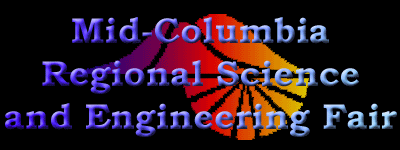 Mid-Columbia
Regional Science
and Engineering Fair